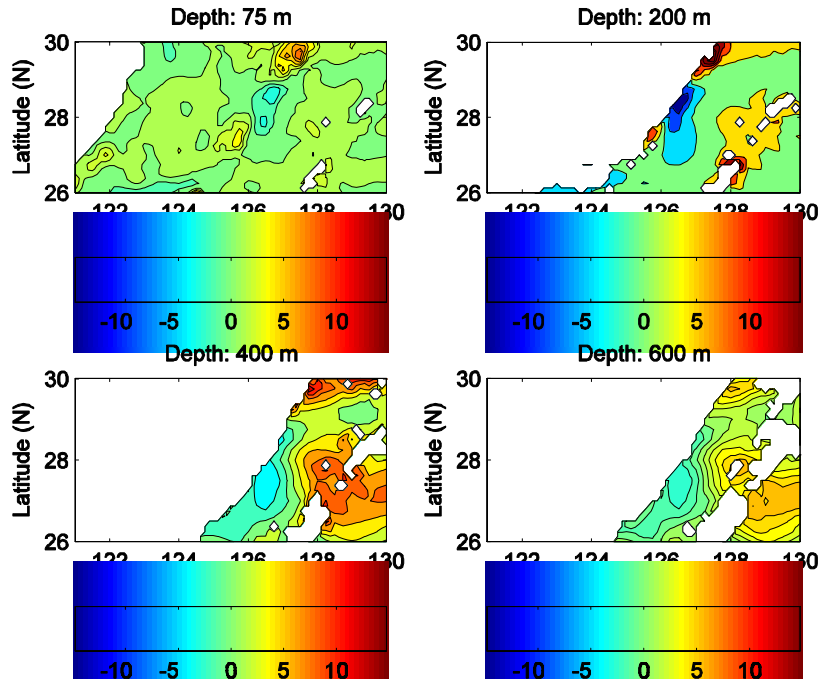 Depth: 75 m
Depth: 200 m
30
28
26
Latitude (N)
122 124 126 128 130
30
28
26
Latitude (N)
122 124 126 128 130
-10 -5 0 5 10
-10 -5 0 5 10
Depth: 400 m
Depth: 600 m
30
28
26
Latitude (N)
122 124 126 128 130
30
28
26
Latitude (N)
122 124 126 128 130
-10 -5 0 5 10
-10 -5 0 5 10